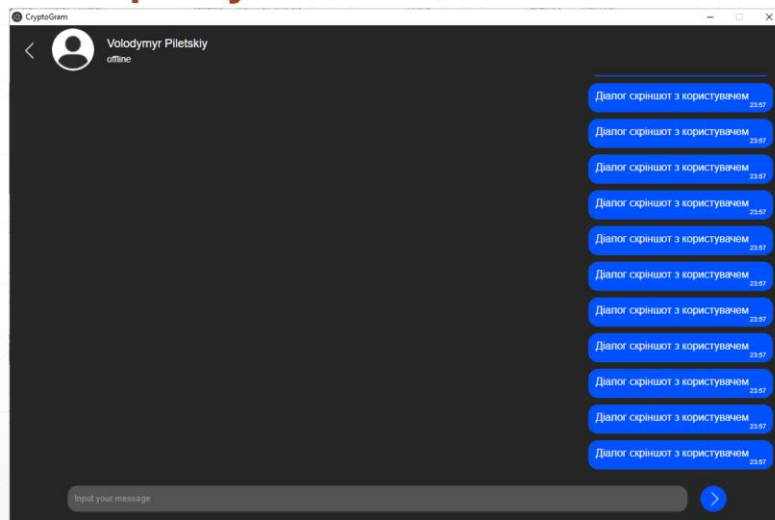 CryptoGram
Volodymyr Piletskiy
offline
Діалог скріншот з користувачем
23:57
Діалог скріншот з користувачем
23:57
Діалог скріншот з користувачем
23:57
Діалог скріншот з користувачем
23:57
Діалог скріншот з користувачем
23:57
Діалог скріншот з користувачем
23:57
Діалог скріншот з користувачем
23:57
Діалог скріншот з користувачем
23:57
Діалог скріншот з користувачем
23:57
Діалог скріншот з користувачем
23:57
Діалог скріншот з користувачем
23:57
Input your message